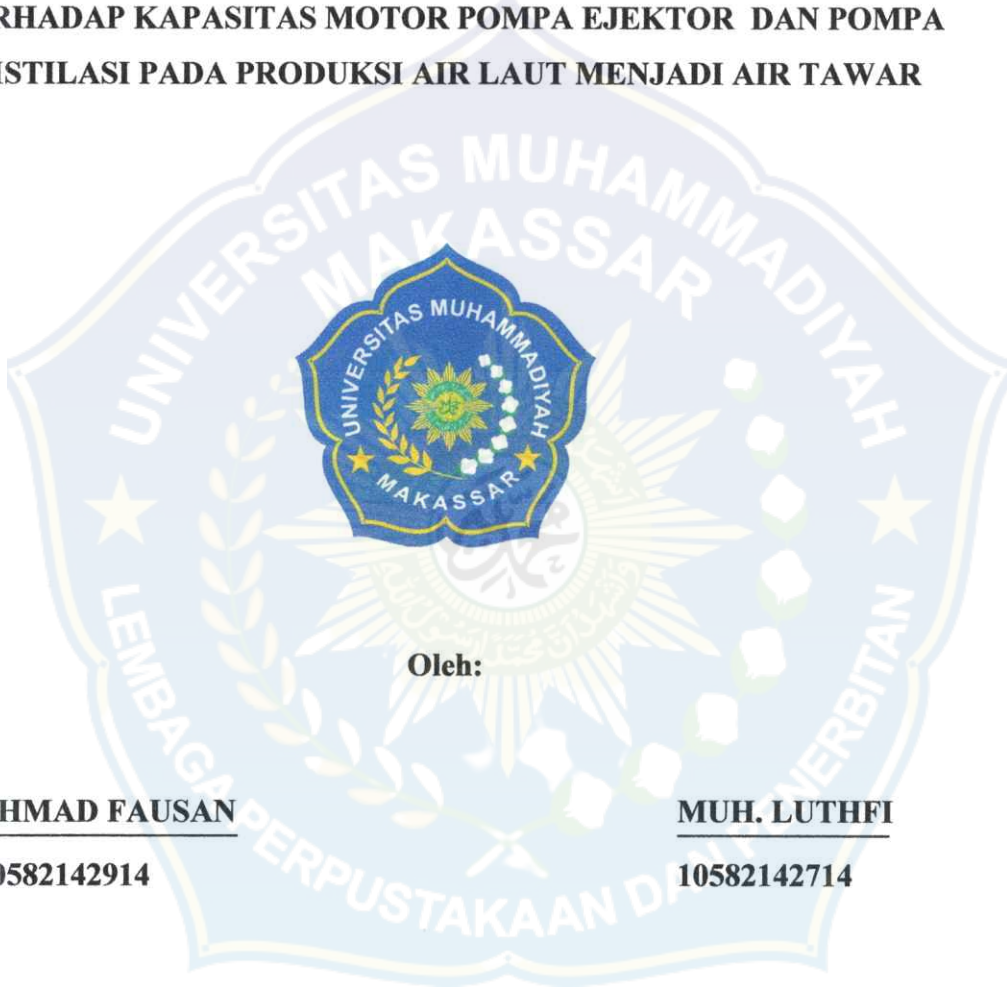 RHADAP KAPASITAS MOTOR POMPA EJEKTOR DAN POMPA
ISTILASI PADA PRODUKSI AIR LAUT MENJADI AIR TAWAR
UNIVERSITAS MUHAMMADIYAH
MAKASSAR
UNIVERSITAS MUHAMMADIYAH
MAKASSAR
Oleh:
HMAD FAUSAN
MUH. LUTHFI
0582142914
10582142714
LEMBAGA PERPUSTAKAAN DAN PENERBITAN